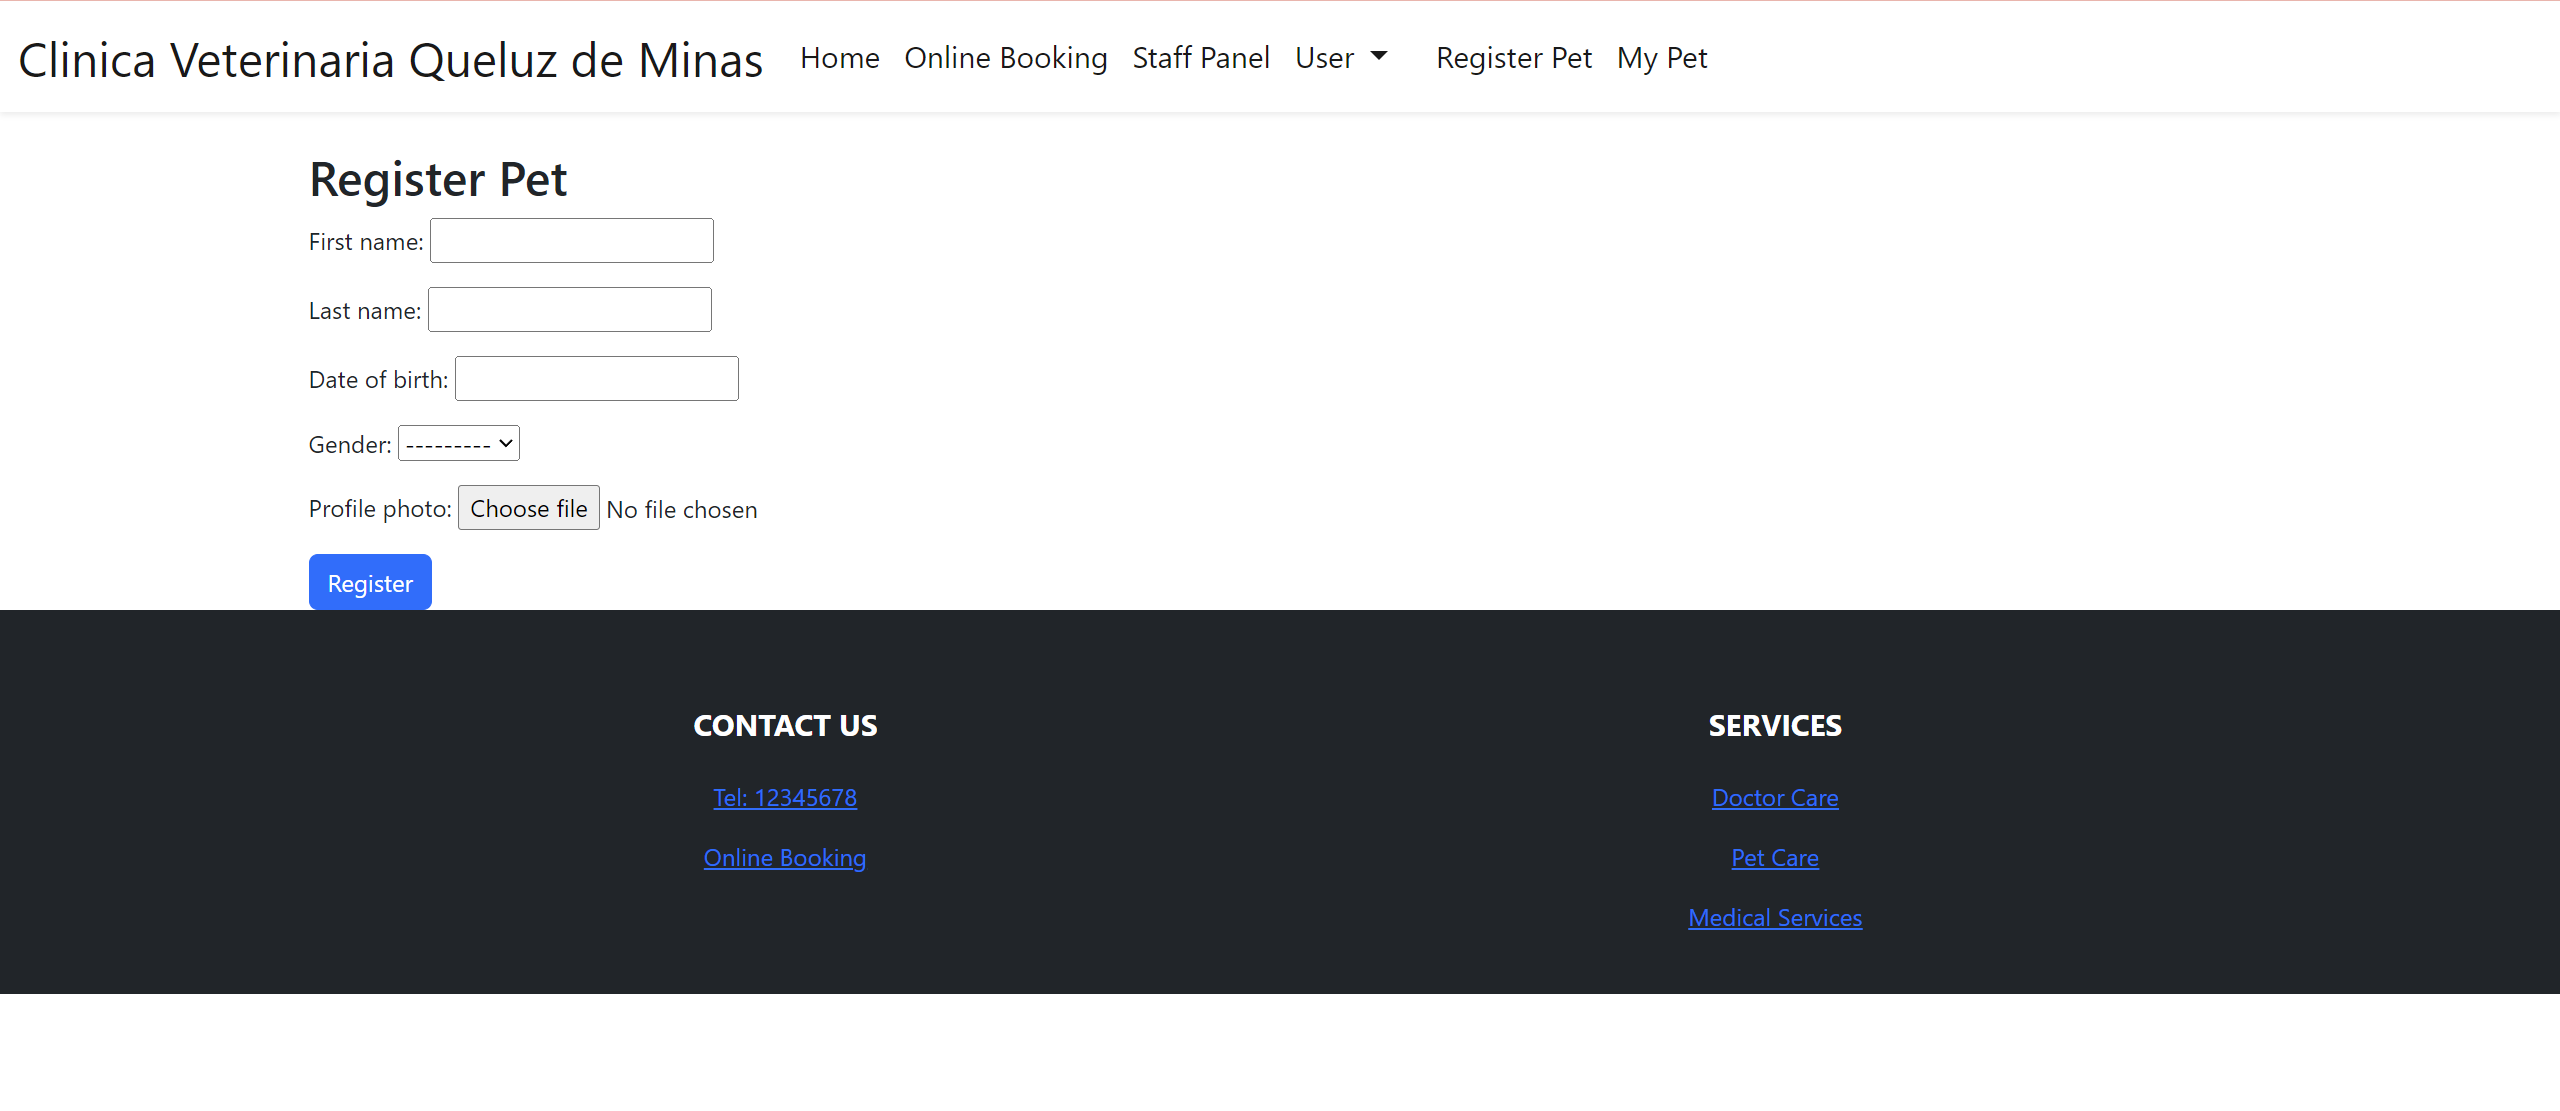 Clinica Veterinaria Queluz de Minas Home Online Booking Staff Panel User Register Pet My Pet
Register Pet
First name:
Last name:
Date of birth:
Gender: ---------
Profile photo: Choose file No file chosen
Register
CONTACT US
Tel: 12345678
Online Booking
SERVICES
Doctor Care
Pet Care
Medical Services